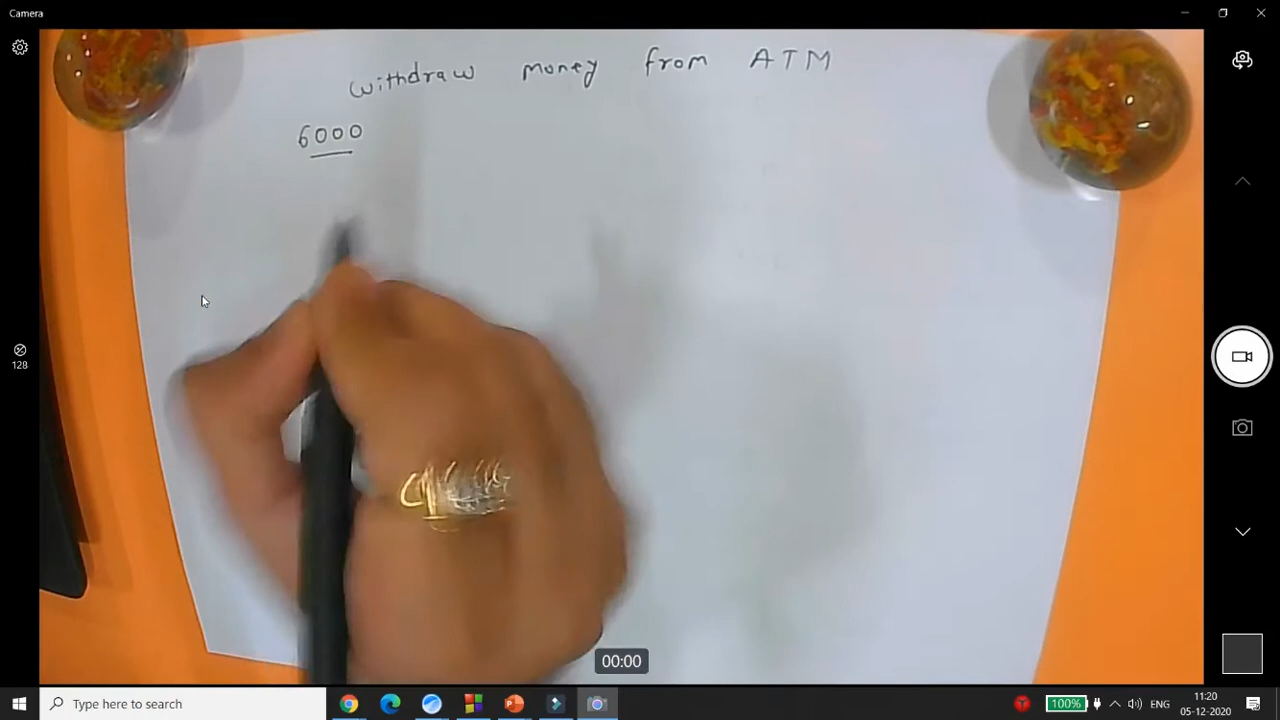 Camera
withdraw money from ATM
6000
128
00:00
Type here to search
100%
ENG
11:20
05-12-2020